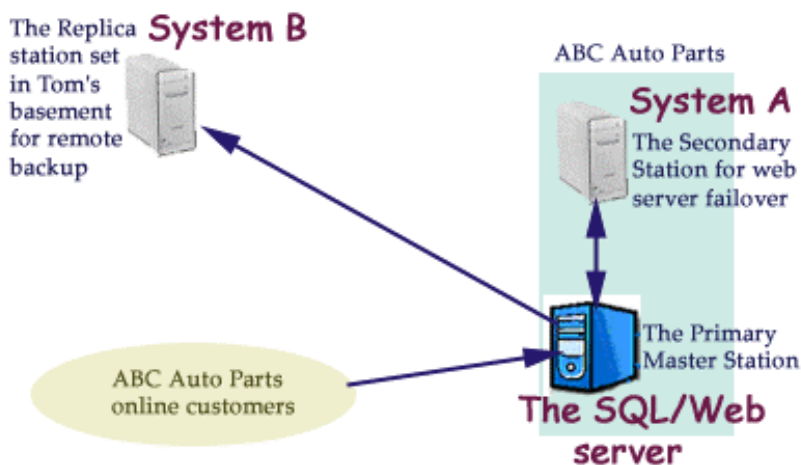 The Replica
station set
in Tom's
basement
for remote
backup
System B
ABC Auto Parts
System A
The Secondary
Station for web
server failover
The Primary
Master Station
The SQL/Web
server
ABC Auto Parts
online customers